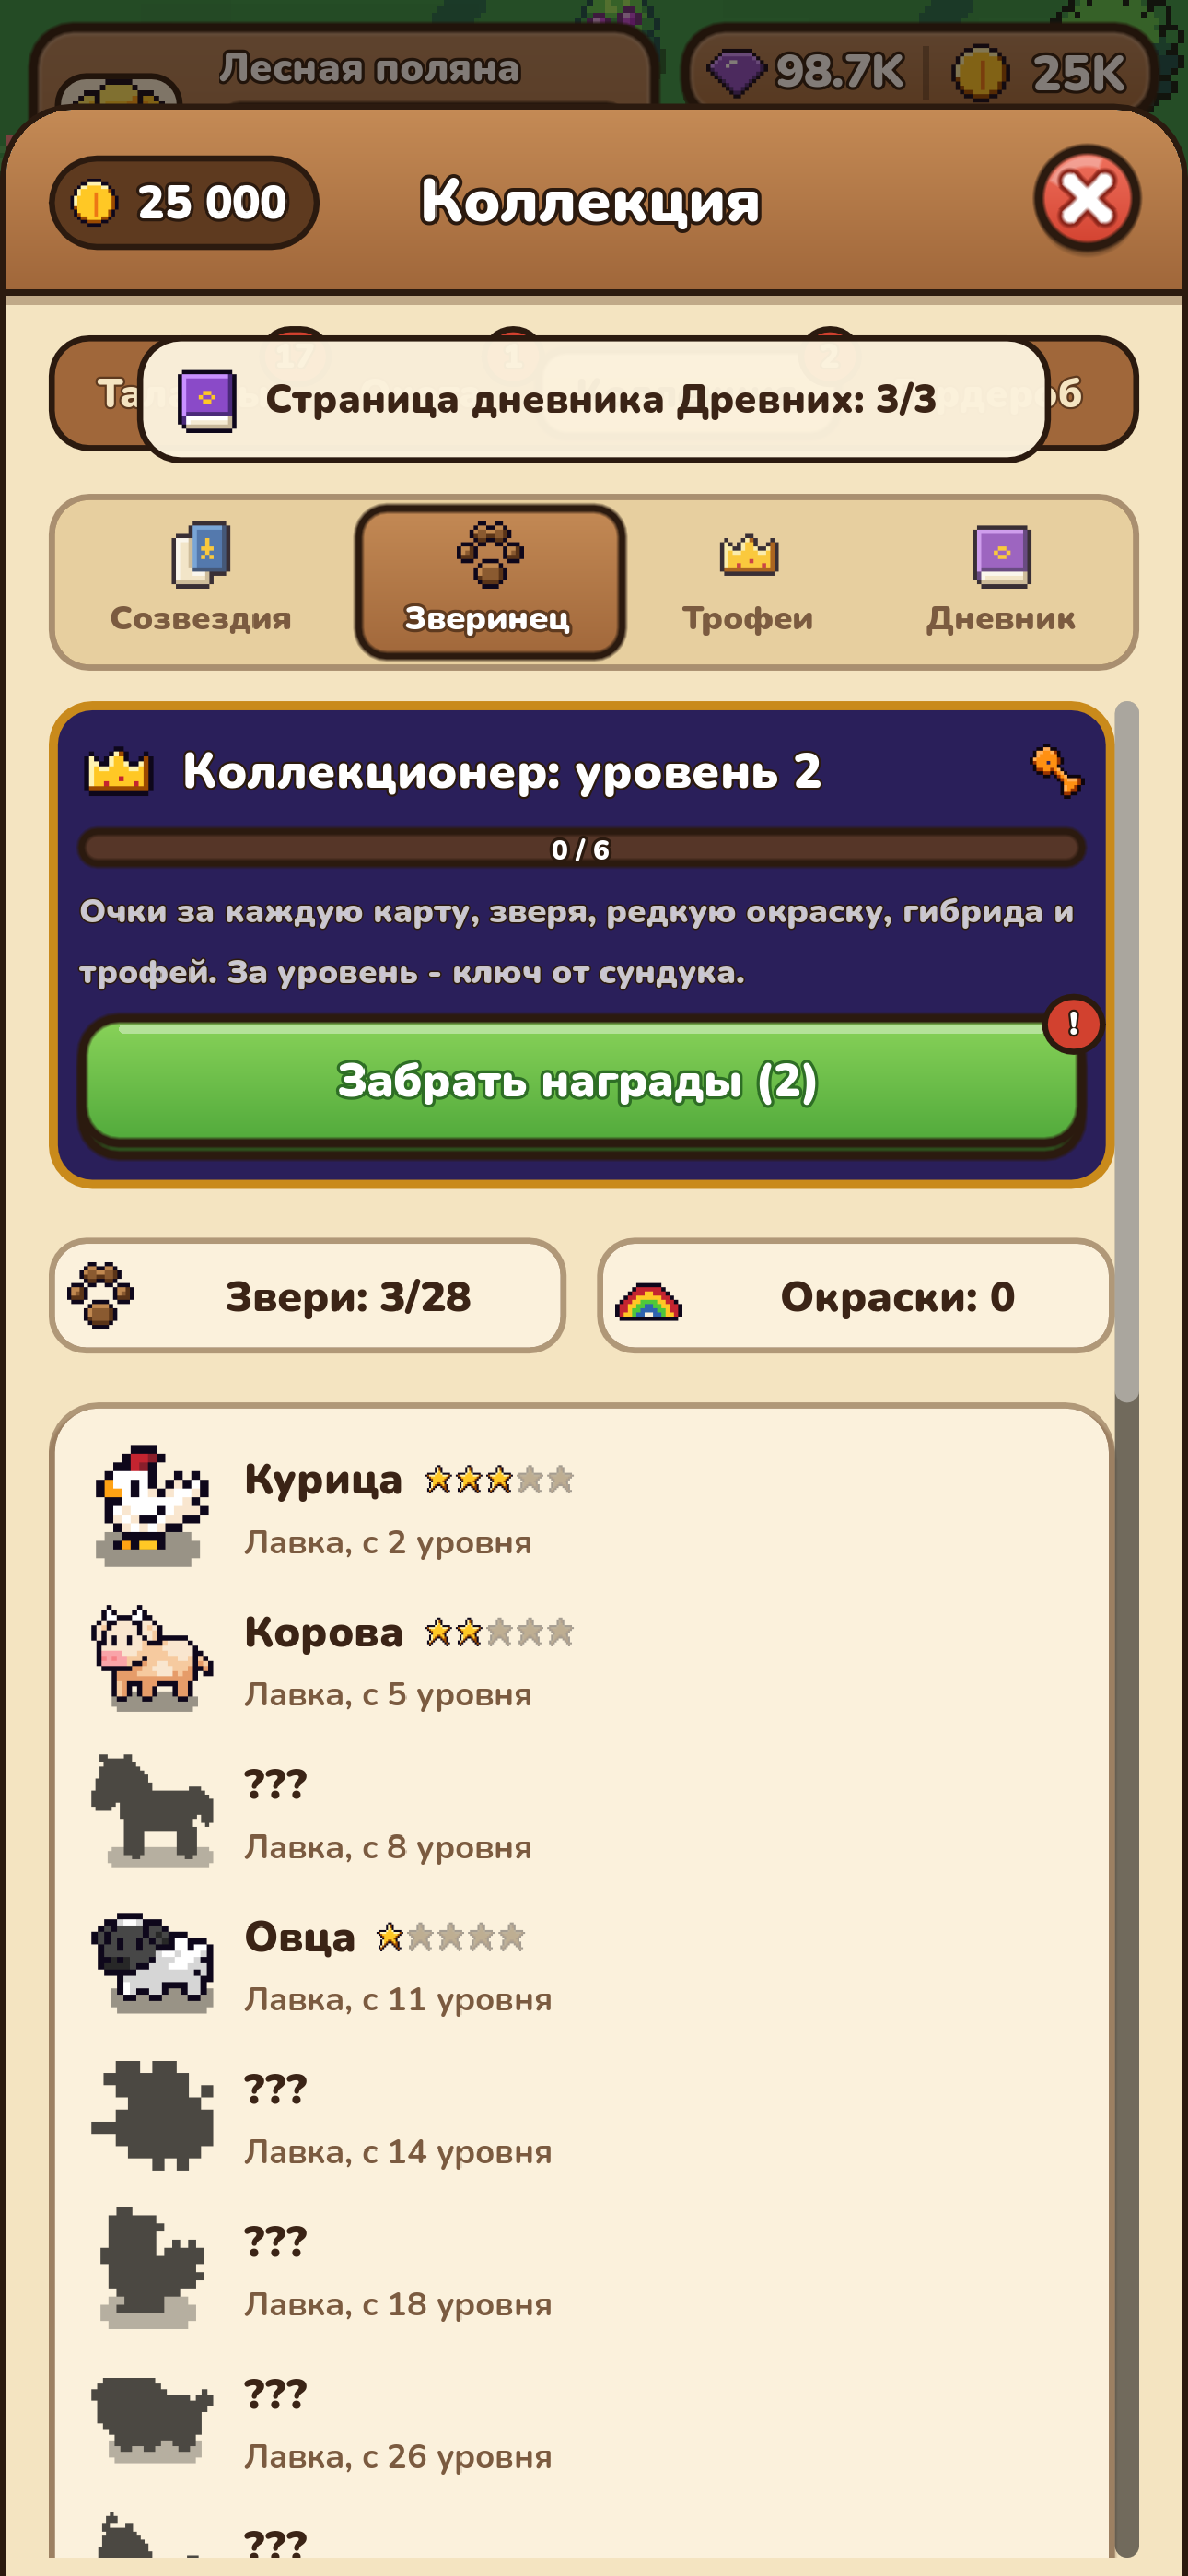 Лесная поляна
98.7K
25K
25 000
Коллекция
17
1
2
Страница дневника Древних: 3/3
Созвездия
Зверинец
Трофеи
Дневник
Коллекционер: уровень 2
0 / 6
Очки за каждую карту, зверя, редкую окраску, гибрида и
трофей. За уровень - ключ от сундука.
!
Забрать награды (2)
Звери: 3/28
Окраски: 0
Курица
Лавка, с 2 уровня
Корова
Лавка, с 5 уровня
???
Лавка, с 8 уровня
Овца
Лавка, с 11 уровня
???
Лавка, с 14 уровня
???
Лавка, с 18 уровня
???
Лавка, с 26 уровня
???